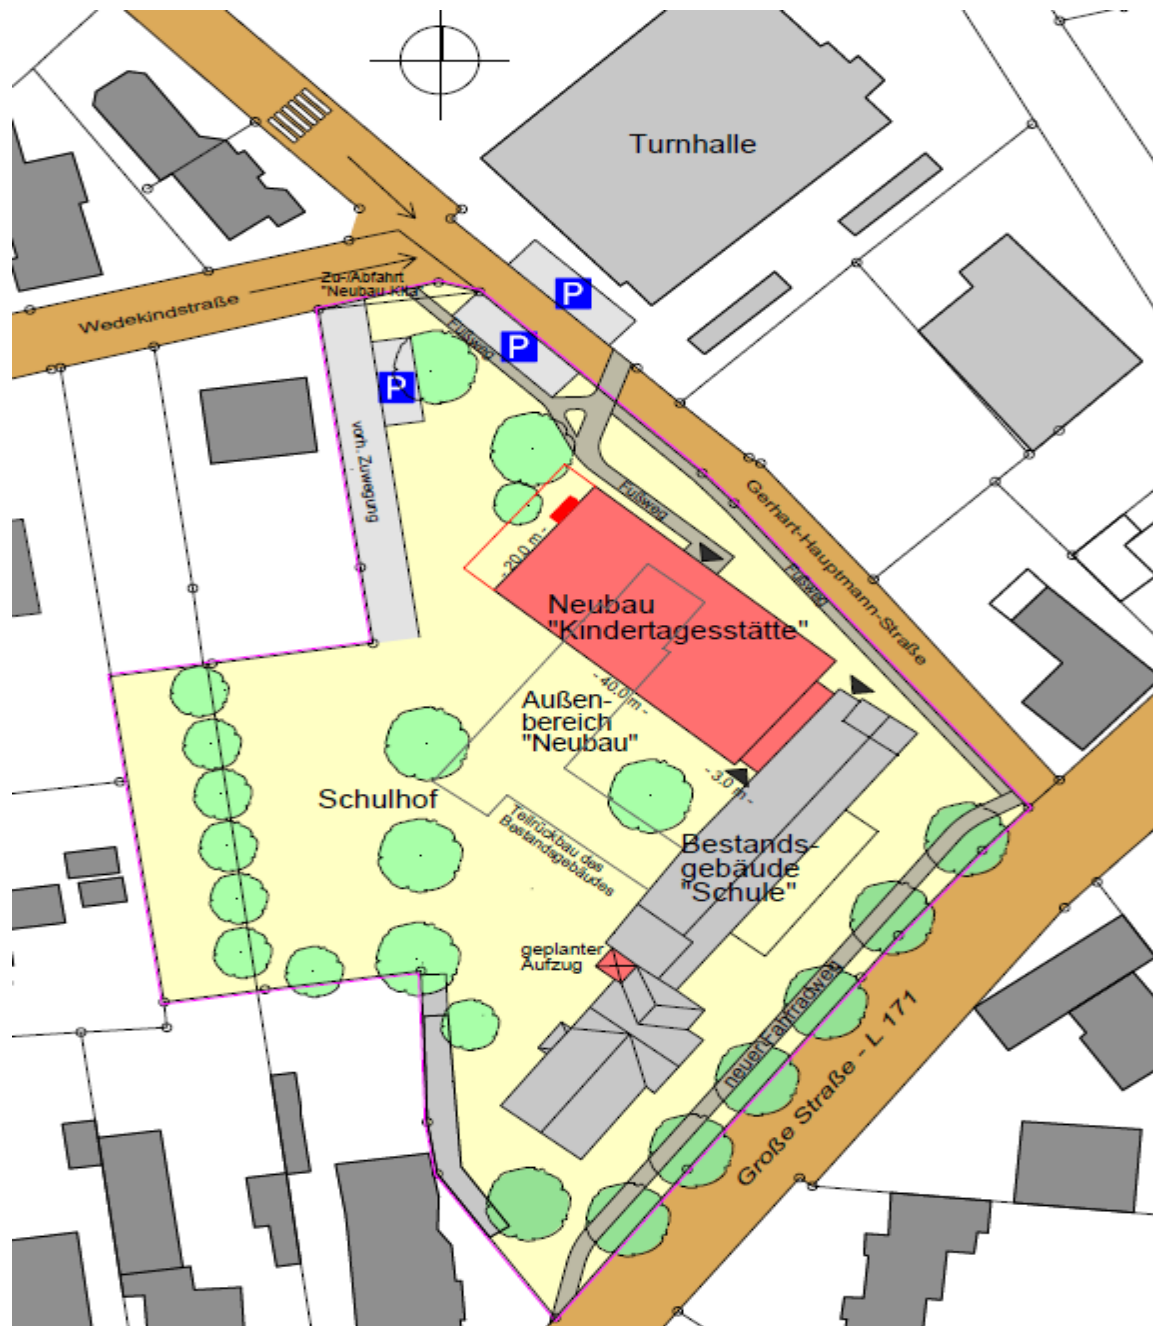 Turnhalle
Zu-/Abfahrt
"Neubau-Kita"
Wedekindstraße
P
P
P
Fußweg
vorh. Zuwegung
Fußweg
Gerhart-Hauptmann-Straße
Fußweg
- 20.0 m -
Neubau
"Kindertagesstätte"
- 40.0 m -
Außen-
bereich
"Neubau"
- 3.0 m -
Schulhof
Teilrückbau des
Bestandsgebäudes
Bestands-
gebäude
"Schule"
geplanter
Aufzug
neuer Fahrradweg
Große Straße - L 171